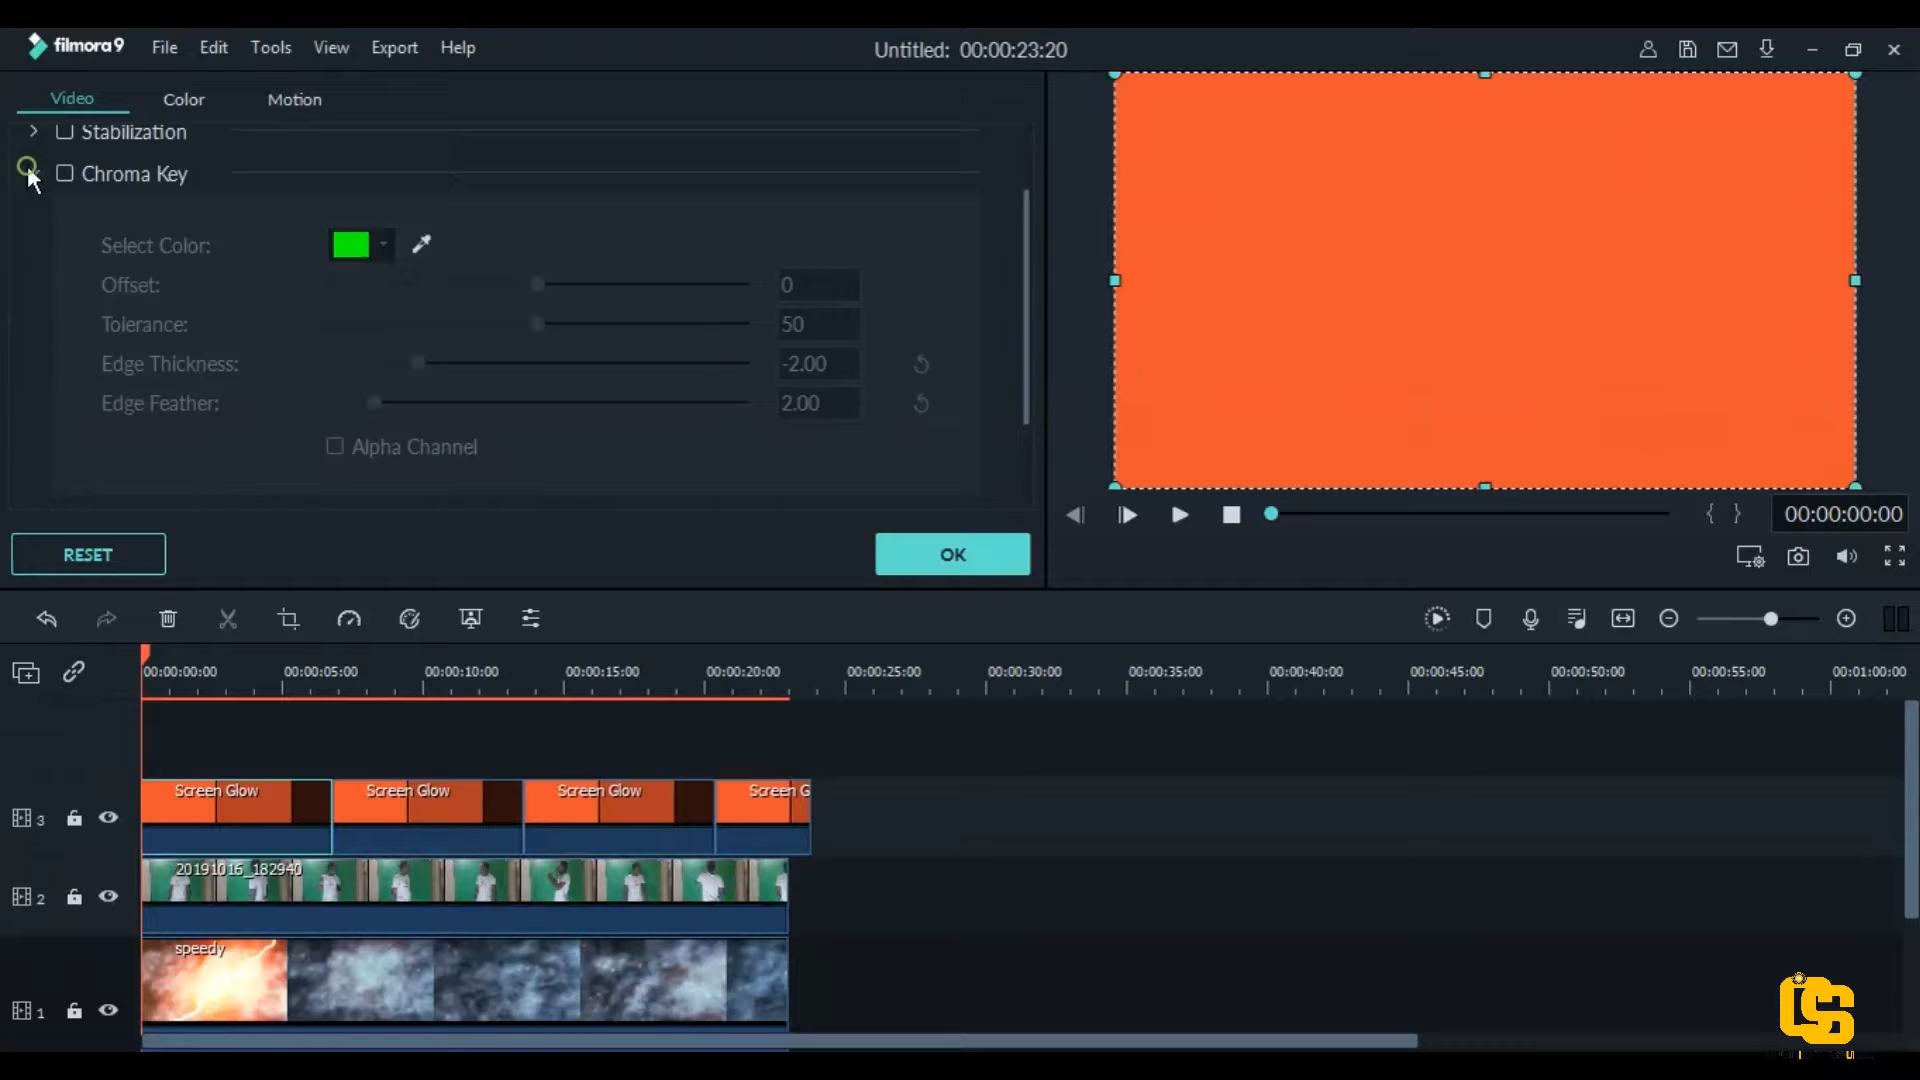 filmora9 File Edit Tools View Export Help Untitled: 00:00:23:20
Video Color Motion
Stabilization
Chroma Key
Select Color:
Offset: 0
Tolerance: 50
Edge Thickness: -2.00
Edge Feather: 2.00
Alpha Channel
{ } 00:00:00:00
RESET OK
00:00:00:00 00:00:05:00 00:00:10:00 00:00:15:00 00:00:20:00 00:00:25:00 00:00:30:00 00:00:35:00 00:00:40:00 00:00:45:00 00:00:50:00 00:00:55:00 00:01:00:00
Screen Glow Screen Glow Screen Glow Screen G
3
20191016_182940
2
speedy
1